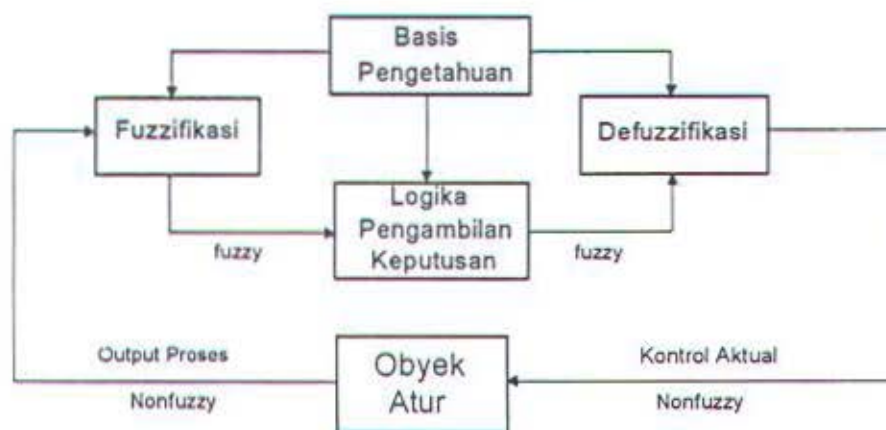 Basis
Pengetahuan
Fuzzifikasi
Defuzzifikasi
Logika
Pengambilan
Keputusan
fuzzy
fuzzy
Output Proses
Nonfuzzy
Obyek
Atur
Kontrol Aktual
Nonfuzzy